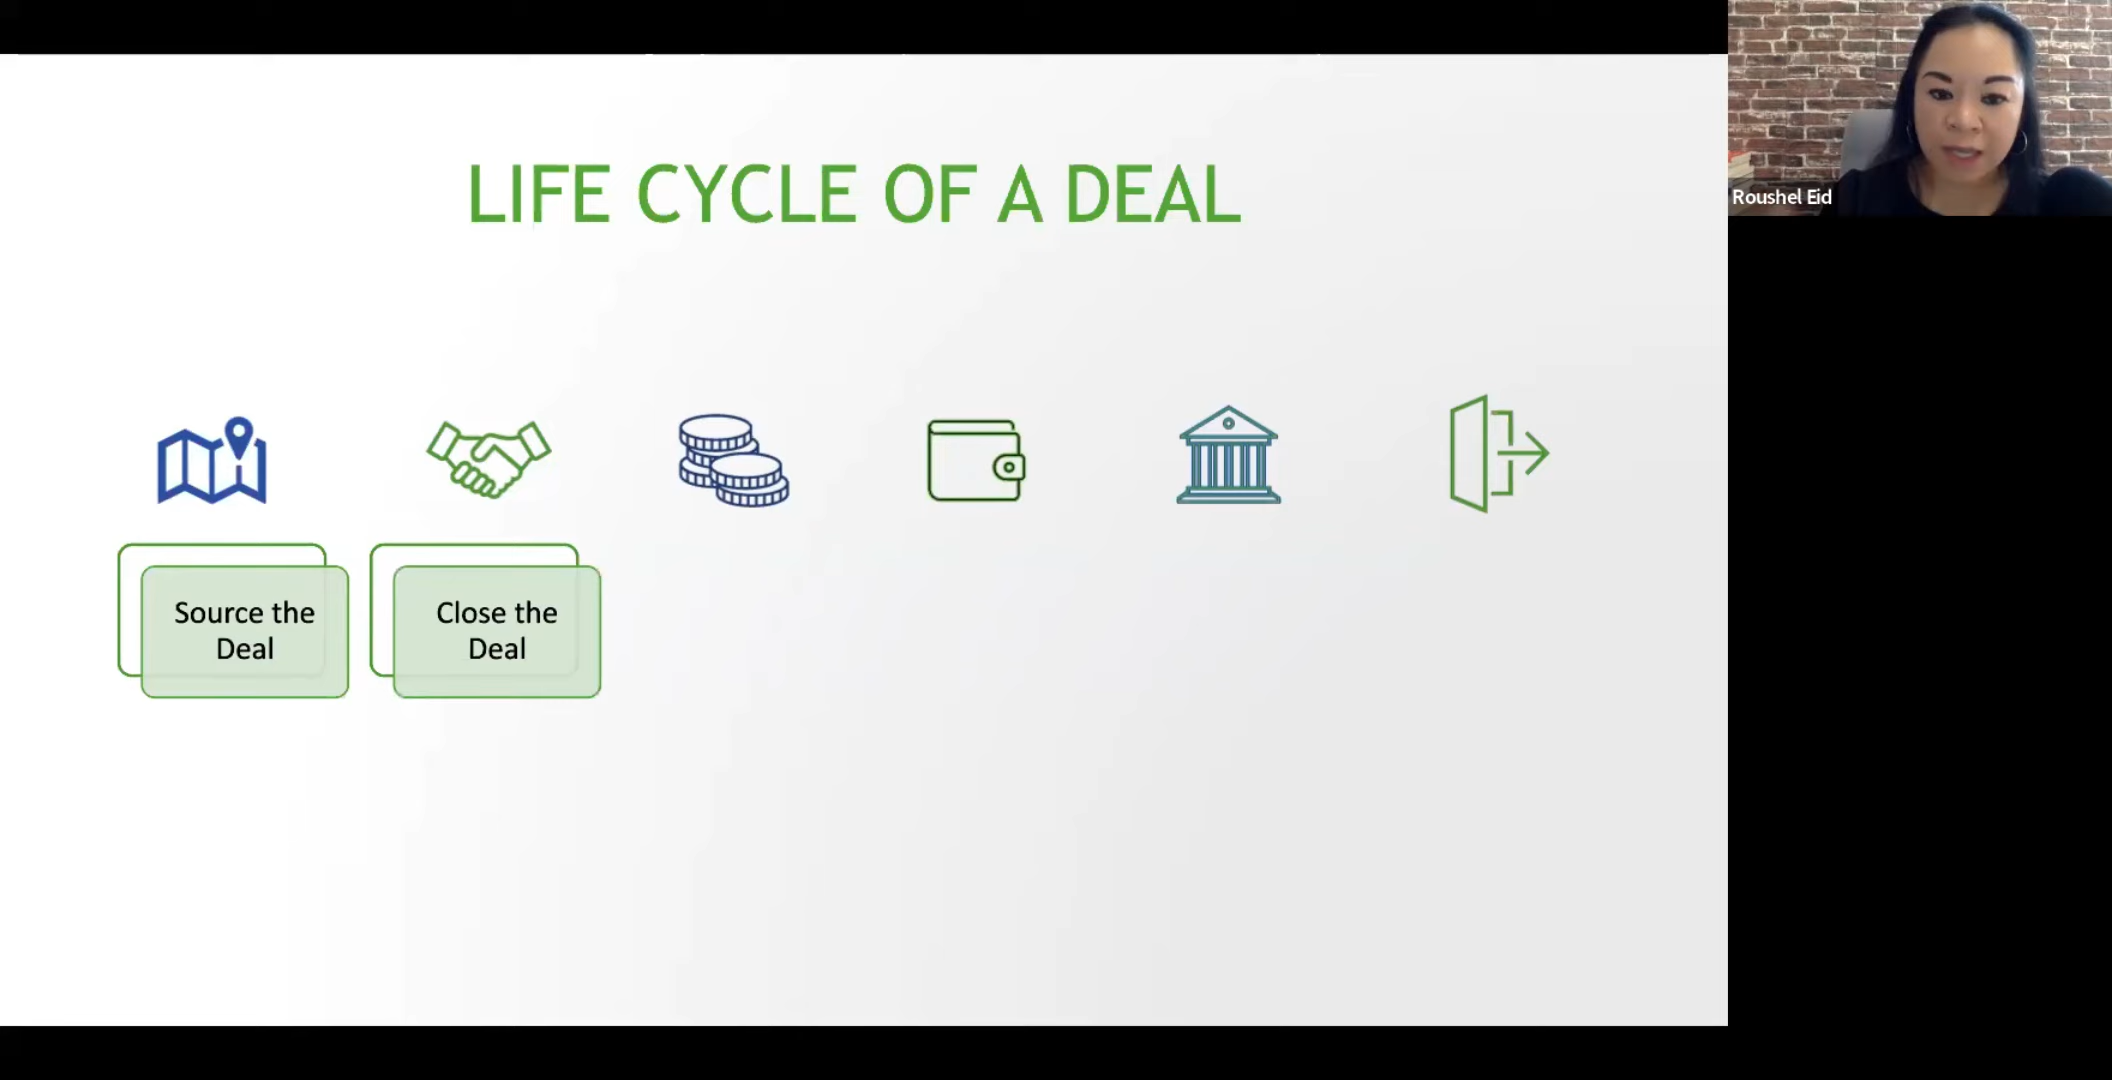 LIFE CYCLE OF A DEAL
Source the
Deal
Close the
Deal
Roushel Eid